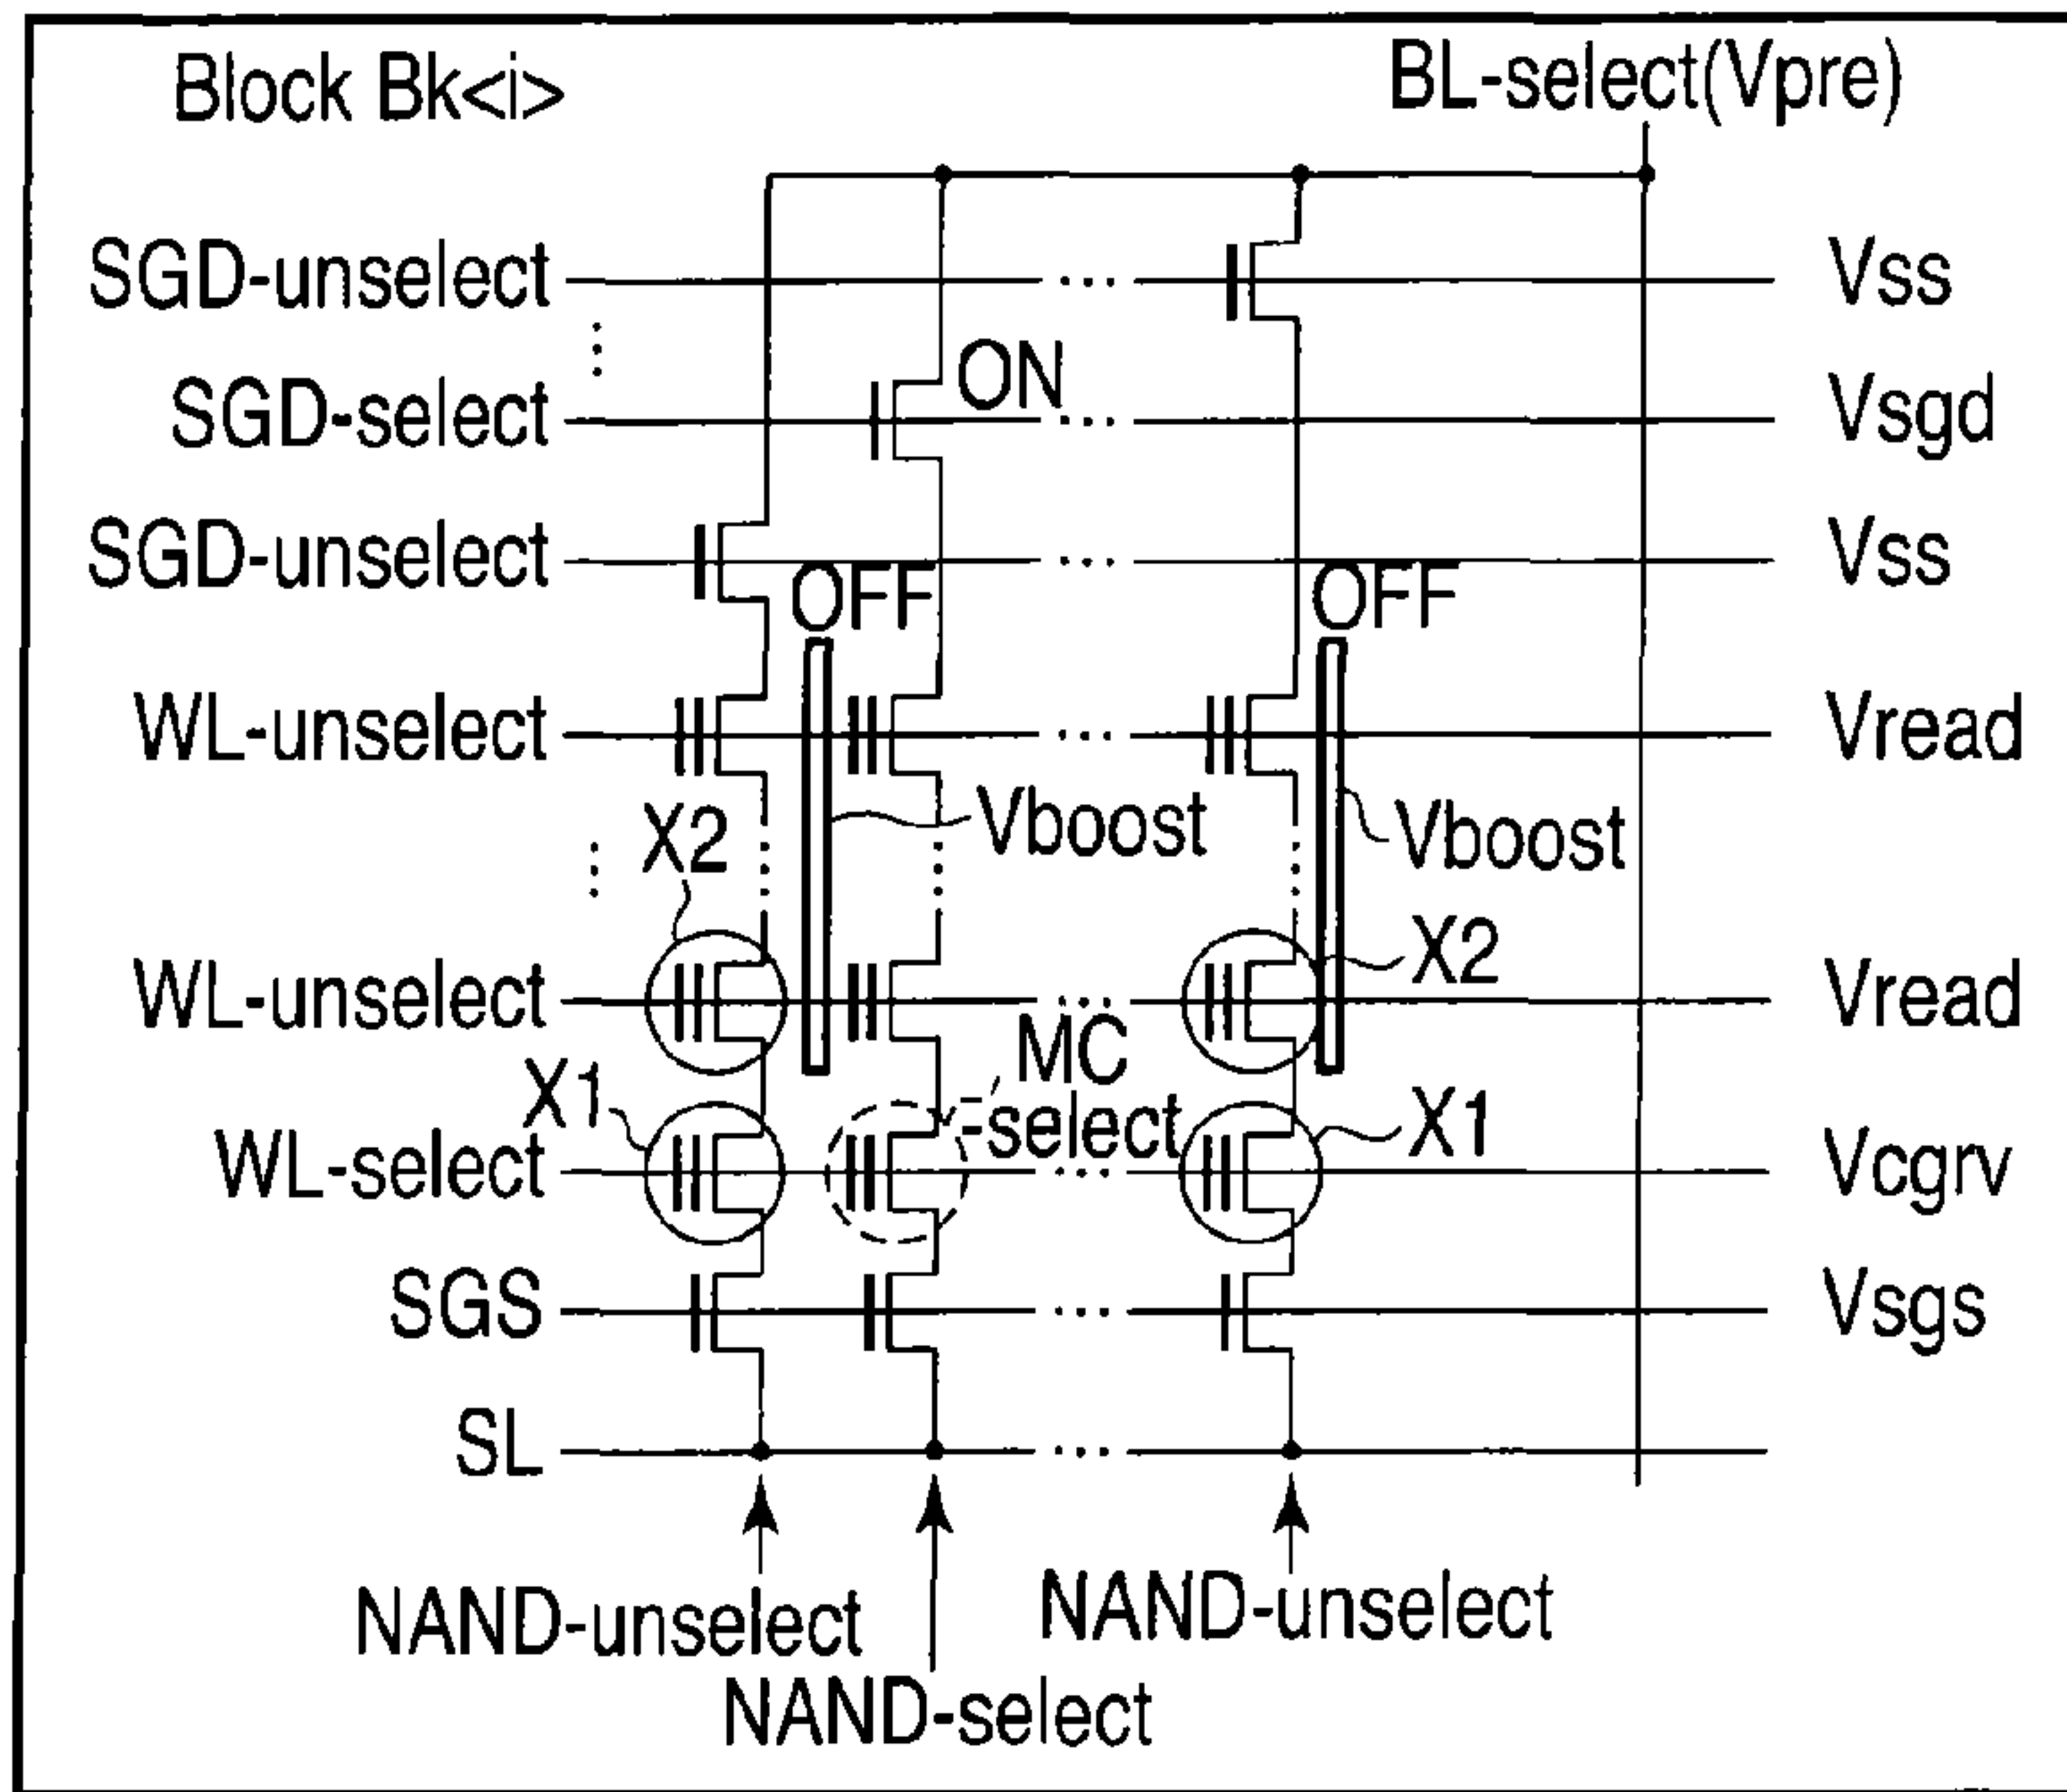 Block Bk<i>
BL-select(Vpre)
SGD-unselect
Vss
SGD-select
ON
Vsgd
SGD-unselect
Vss
OFF
OFF
WL-unselect
Vread
X2
Vboost
Vboost
WL-unselect
X2
Vread
MC
-select
X1
X1
WL-select
Vcgrv
SGS
Vsgs
SL
NAND-unselect
NAND-unselect
NAND-select